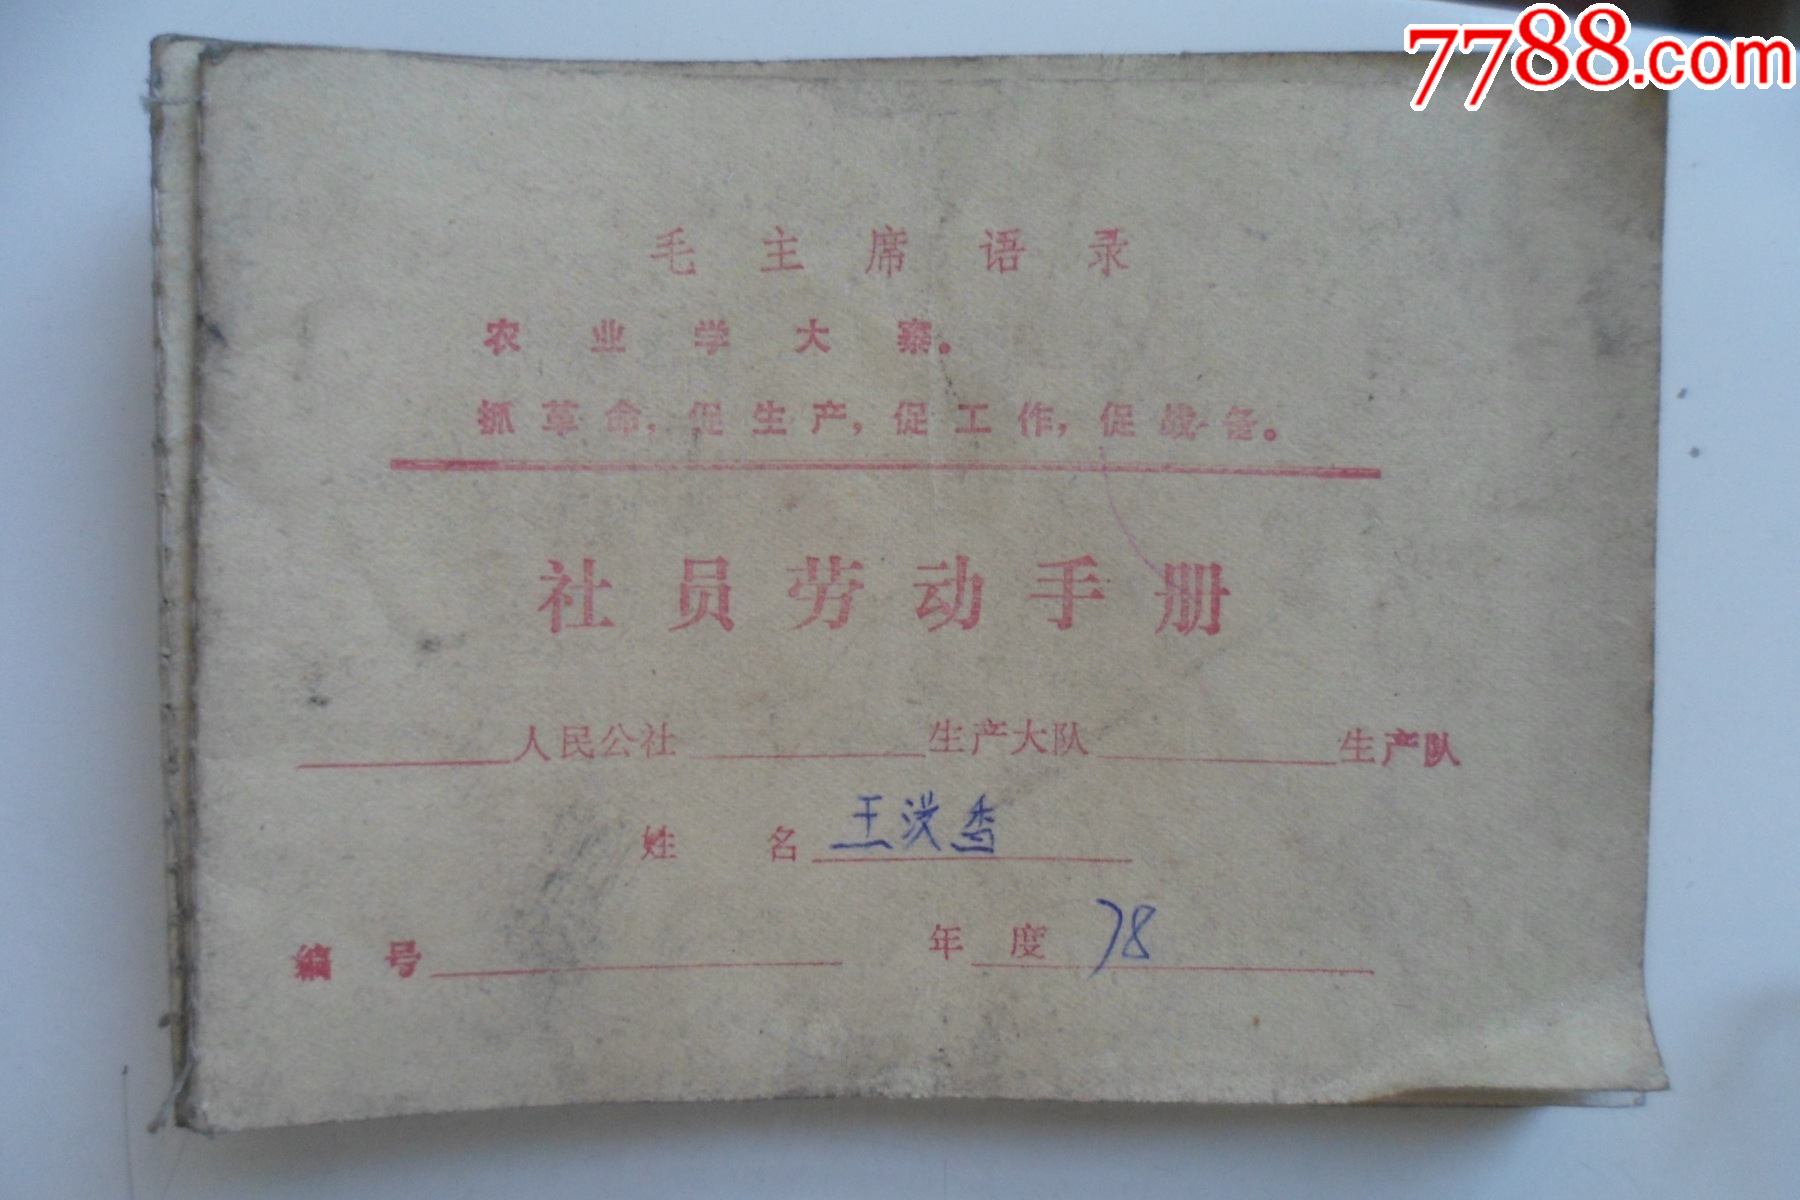 7788.com
毛主席语录
农业学大寨。
抓革命，促生产，促工作，促战备。
社员劳动手册
人民公社 生产大队 生产队
姓名 王洪香
编号 年度 78